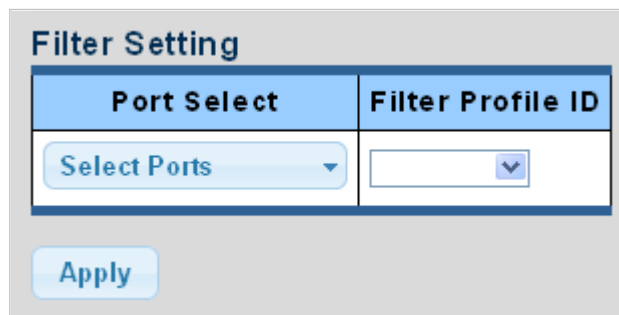 Filter Setting
Port Select Filter Profile ID
Select Ports
Apply